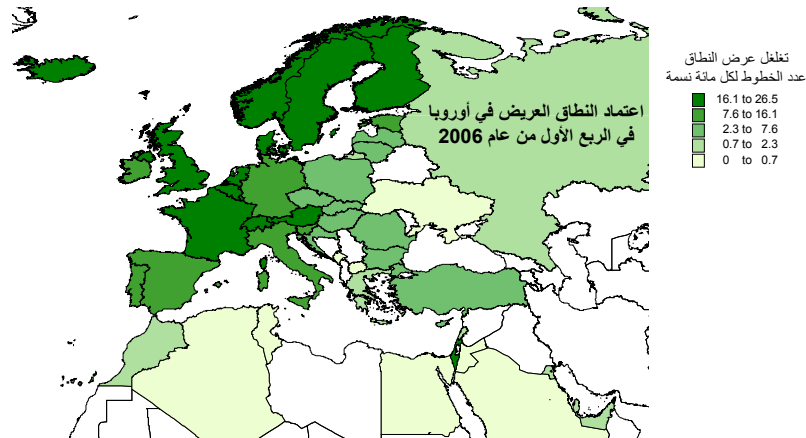 تغلغل عرض النطاق
عدد الخطوط لكل مائة نسمة
16.1 to 26.5
7.6 to 16.1
2.3 to 7.6
0.7 to 2.3
0 to 0.7
اعتماد النطاق العريض في أوروبا
في الربع الأول من عام 2006